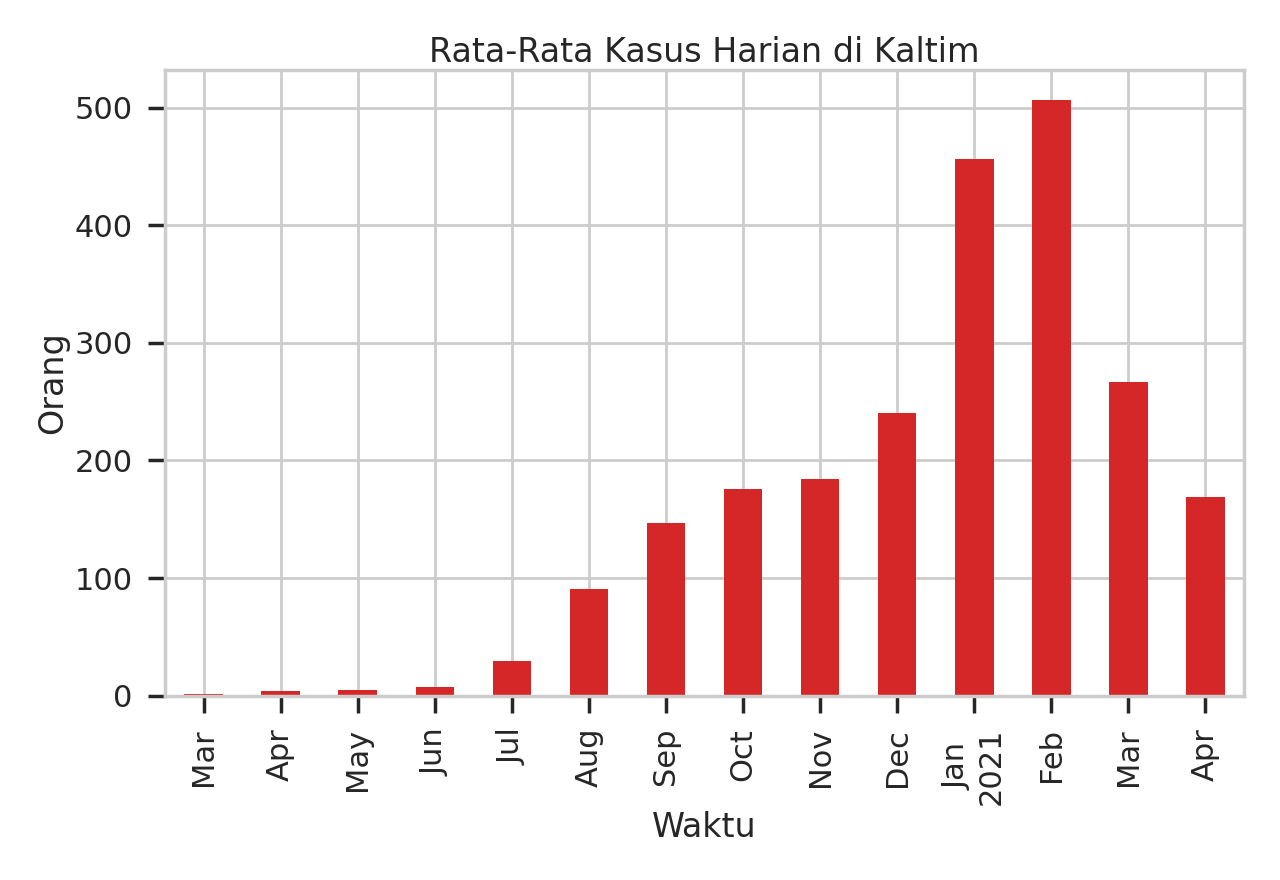 Rata-Rata Kasus Harian di Kaltim
500
400
300
200
100
0
Orang
Mar
Apr
May
Jun
Jul
Aug
Sep
Oct
Nov
Dec
Jan
2021
Feb
Mar
Apr
Waktu